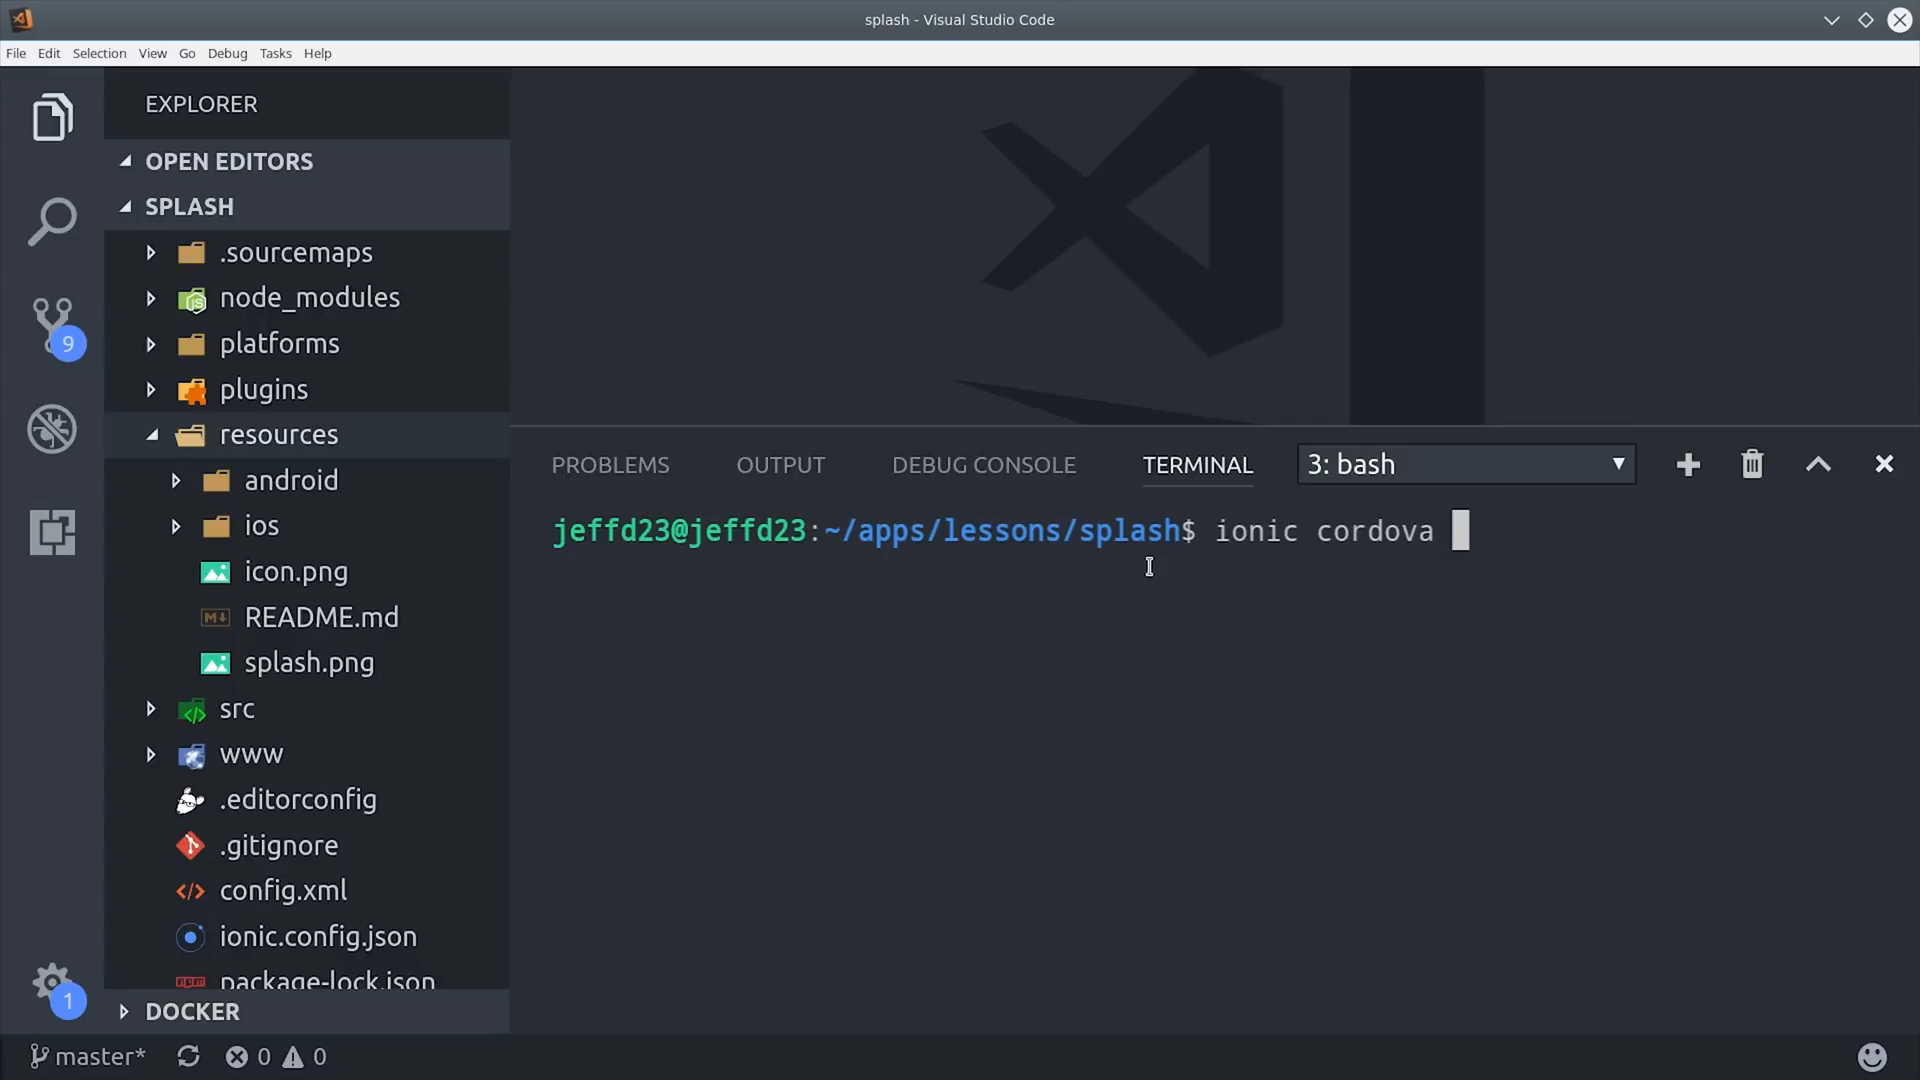 splash - Visual Studio Code
File Edit Selection View Go Debug Tasks Help
EXPLORER
OPEN EDITORS
SPLASH
.sourcemaps
node_modules
platforms
plugins
resources
android
ios
icon.png
README.md
splash.png
src
www
.editorconfig
.gitignore
config.xml
ionic.config.json
package-lock.json
DOCKER
9
1
PROBLEMS OUTPUT DEBUG CONSOLE TERMINAL 3: bash
jeffd23@jeffd23:~/apps/lessons/splash$ ionic cordova
master* 0 0